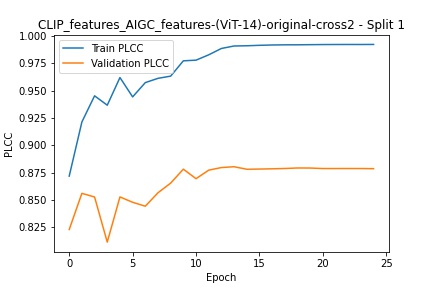 CLIP_features_AIGC_features-(ViT-14)-original-cross2 - Split 1
1.000
0.975
0.950
0.925
0.900
0.875
0.850
0.825
PLCC
Train PLCC
Validation PLCC
0 5 10 15 20 25
Epoch